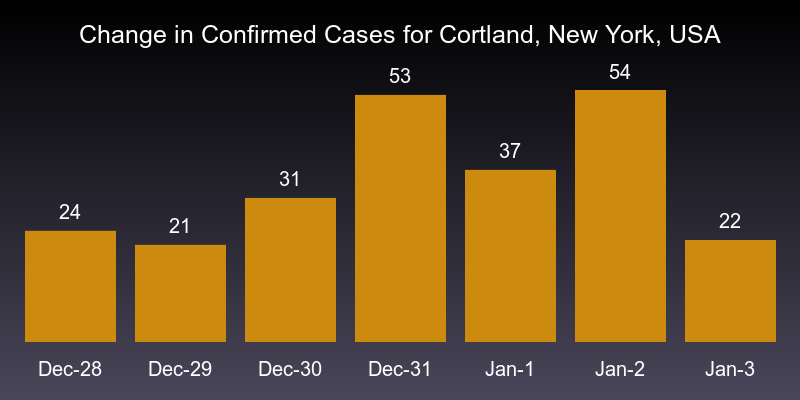 Change in Confirmed Cases for Cortland, New York, USA
24
21
31
53
37
54
22
Dec-28
Dec-29
Dec-30
Dec-31
Jan-1
Jan-2
Jan-3